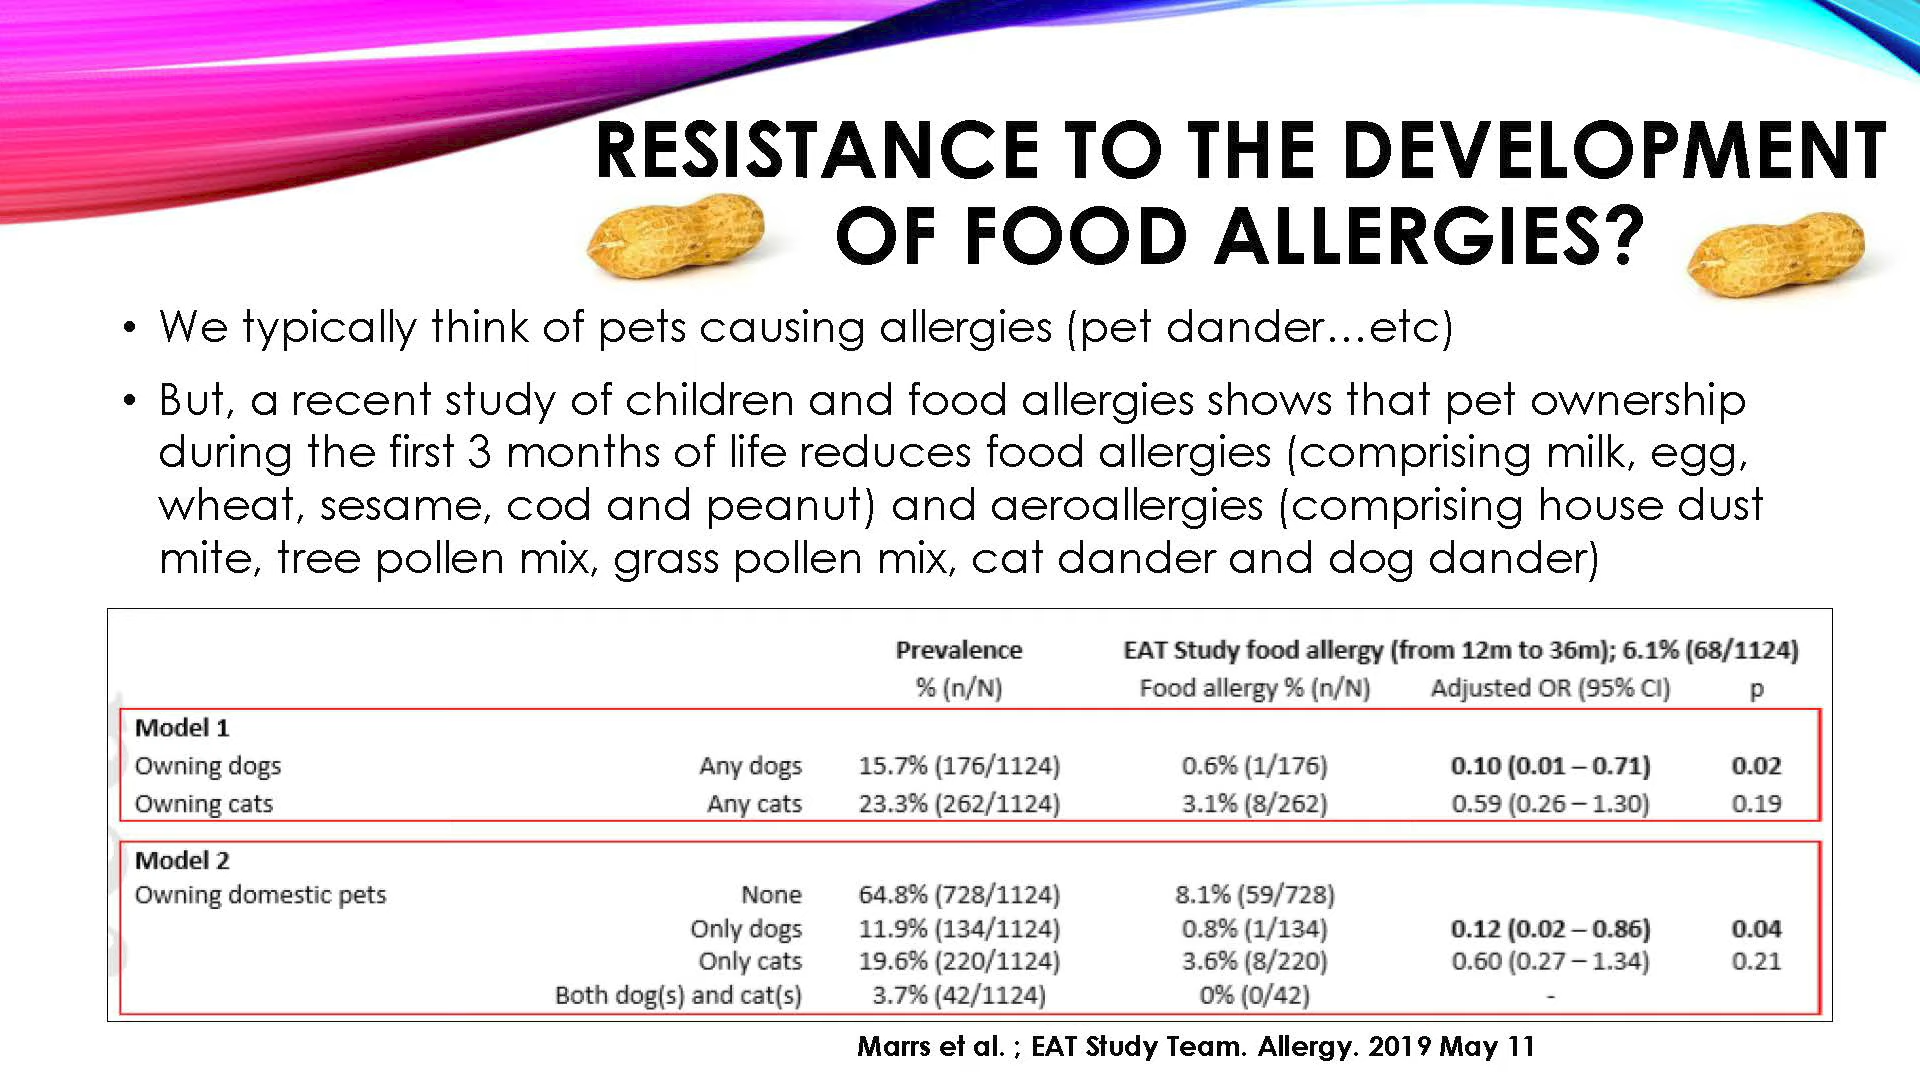 RESISTANCE TO THE DEVELOPMENT
OF FOOD ALLERGIES?
• We typically think of pets causing allergies (pet dander…etc)
• But, a recent study of children and food allergies shows that pet ownership
during the first 3 months of life reduces food allergies (comprising milk, egg,
wheat, sesame, cod and peanut) and aeroallergies (comprising house dust
mite, tree pollen mix, grass pollen mix, cat dander and dog dander)
Prevalence EAT Study food allergy (from 12m to 36m); 6.1% (68/1124)
% (n/N) Food allergy % (n/N) Adjusted OR (95% CI) p
Model 1
Owning dogs Any dogs 15.7% (176/1124) 0.6% (1/176) 0.10 (0.01 – 0.71) 0.02
Owning cats Any cats 23.3% (262/1124) 3.1% (8/262) 0.59 (0.26 – 1.30) 0.19
Model 2
Owning domestic pets None 64.8% (728/1124) 8.1% (59/728)
Only dogs 11.9% (134/1124) 0.8% (1/134) 0.12 (0.02 – 0.86) 0.04
Only cats 19.6% (220/1124) 3.6% (8/220) 0.60 (0.27 – 1.34) 0.21
Both dog(s) and cat(s) 3.7% (42/1124) 0% (0/42) -
Marrs et al. ; EAT Study Team. Allergy. 2019 May 11